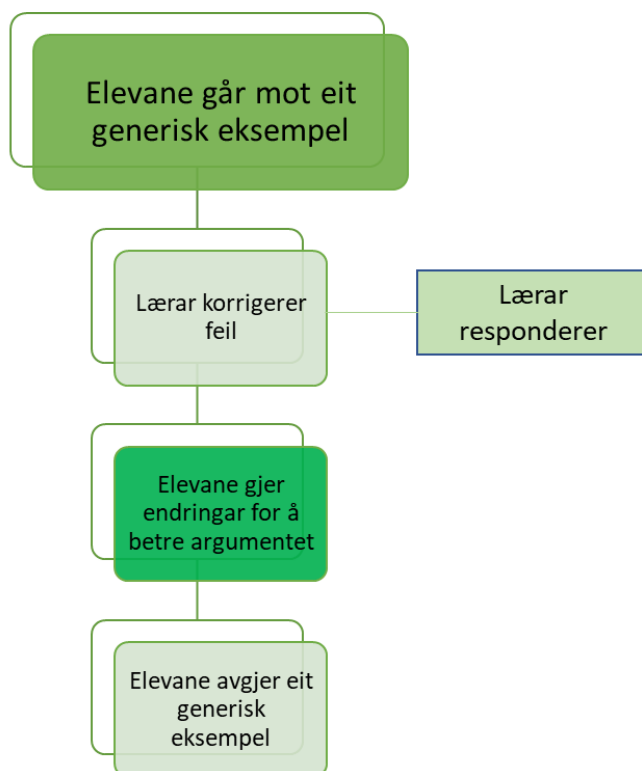 Elevane går mot eit
generisk eksempel
Lærar korrigerer
feil
Lærar
responderer
Elevane gjer
endringar for å
betre argumentet
Elevane avgjer eit
generisk
eksempel